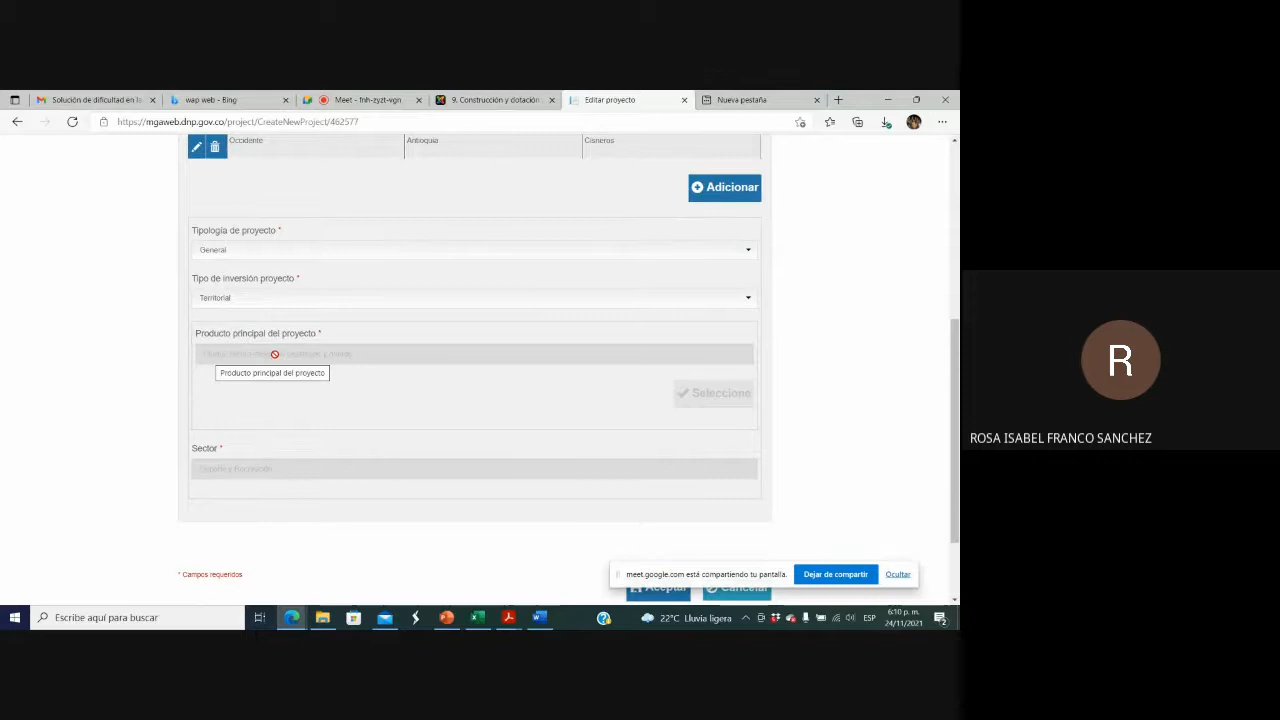 Solución de dificultad en la
wap web - Bing
Meet - fnh-zyzt-vgn
9. Construcción y dotación
Editar proyecto
Nueva pestaña
https://mgaweb.dnp.gov.co/project/CreateNewProject/462577
Occidente
Antioquia
Cisneros
Adicionar
Tipología de proyecto *
General
Tipo de inversión proyecto *
Territorial
Producto principal del proyecto *
Producto principal del proyecto
Seleccione
Sector *
Deporte y Recreación
* Campos requeridos
meet.google.com está compartiendo tu pantalla.
Dejar de compartir
Ocultar
Aceptar
Cancelar
Escribe aquí para buscar
22°C Lluvia ligera
ESP
6:10 p. m.
24/11/2021
2
R
ROSA ISABEL FRANCO SANCHEZ